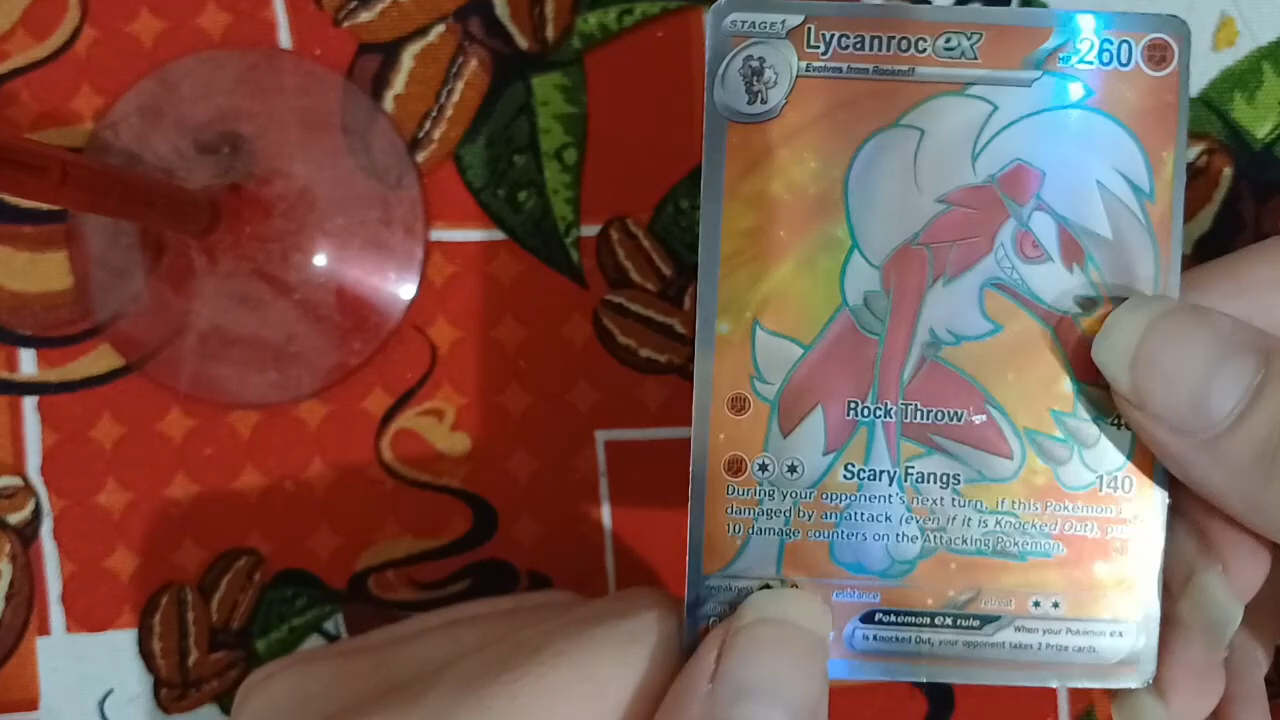 STAGE1
Lycanroc ex
HP 260
Evolves from Rockruff
Rock Throw
Scary Fangs 140
During your opponent's next turn, if this Pokémon
damaged by an attack (even if it is Knocked Out),
10 damage counters on the Attacking Pokémon.
weakness resistance retreat
Pokémon ex rule When your Pokémon ex
is Knocked Out, your opponent takes 2 Prize cards.